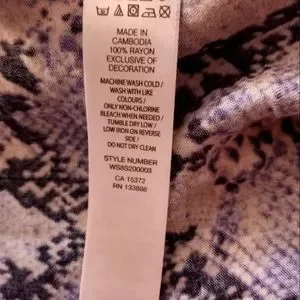 MADE IN
CAMBODIA
100% RAYON
EXCLUSIVE OF
DECORATION
MACHINE WASH COLD /
WASH WITH LIKE
COLOURS /
ONLY NON-CHLORINE
BLEACH WHEN NEEDED /
TUMBLE DRY LOW /
LOW IRON ON REVERSE
SIDE /
DO NOT DRY CLEAN
STYLE NUMBER
WS8S200003
CA 15372
RN 133886